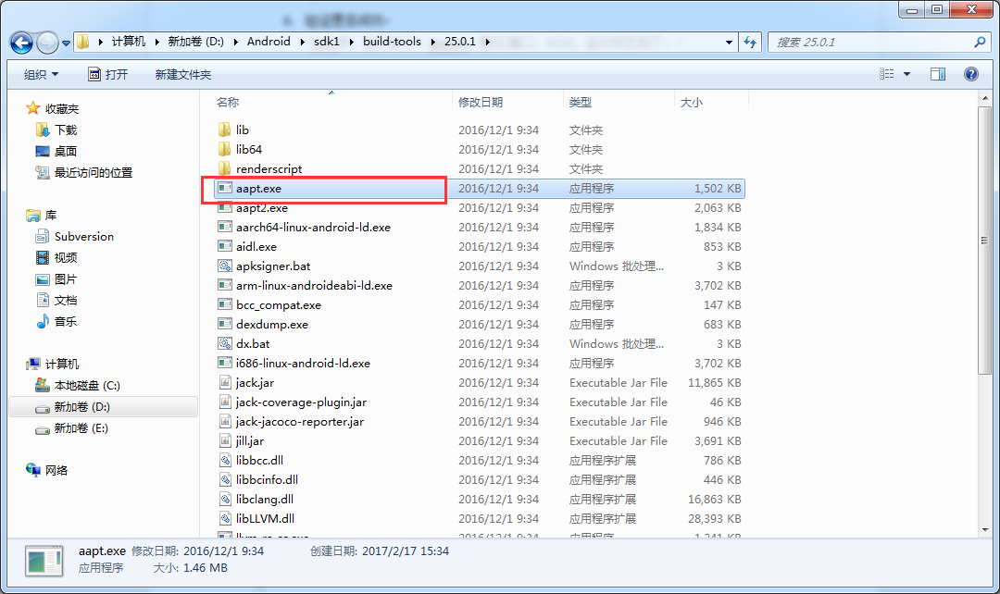 计算机 新加卷 (D:) Android sdk1 build-tools 25.0.1
搜索 25.0.1
组织 打开 新建文件夹
收藏夹
下载
桌面
最近访问的位置
库
Subversion
视频
图片
文档
音乐
计算机
本地磁盘 (C:)
新加卷 (D:)
新加卷 (E:)
网络
名称 修改日期 类型 大小
lib 2016/12/1 9:34 文件夹
lib64 2016/12/1 9:34 文件夹
renderscript 2016/12/1 9:34 文件夹
aapt.exe 2016/12/1 9:34 应用程序 1,502 KB
aapt2.exe 2016/12/1 9:34 应用程序 2,063 KB
aarch64-linux-android-ld.exe 2016/12/1 9:34 应用程序 1,834 KB
aidl.exe 2016/12/1 9:34 应用程序 853 KB
apksigner.bat 2016/12/1 9:34 Windows 批处理... 3 KB
arm-linux-androideabi-ld.exe 2016/12/1 9:34 应用程序 3,702 KB
bcc_compat.exe 2016/12/1 9:34 应用程序 147 KB
dexdump.exe 2016/12/1 9:34 应用程序 683 KB
dx.bat 2016/12/1 9:34 Windows 批处理... 3 KB
i686-linux-android-ld.exe 2016/12/1 9:34 应用程序 3,702 KB
jack.jar 2016/12/1 9:34 Executable Jar File 11,865 KB
jack-coverage-plugin.jar 2016/12/1 9:34 Executable Jar File 46 KB
jack-jacoco-reporter.jar 2016/12/1 9:34 Executable Jar File 946 KB
jill.jar 2016/12/1 9:34 Executable Jar File 3,691 KB
libbcc.dll 2016/12/1 9:34 应用程序扩展 786 KB
libbcinfo.dll 2016/12/1 9:34 应用程序扩展 446 KB
libclang.dll 2016/12/1 9:34 应用程序扩展 16,863 KB
libLLVM.dll 2016/12/1 9:34 应用程序扩展 28,393 KB
aapt.exe 修改日期: 2016/12/1 9:34 创建日期: 2017/2/17 15:34
应用程序 大小: 1.46 MB